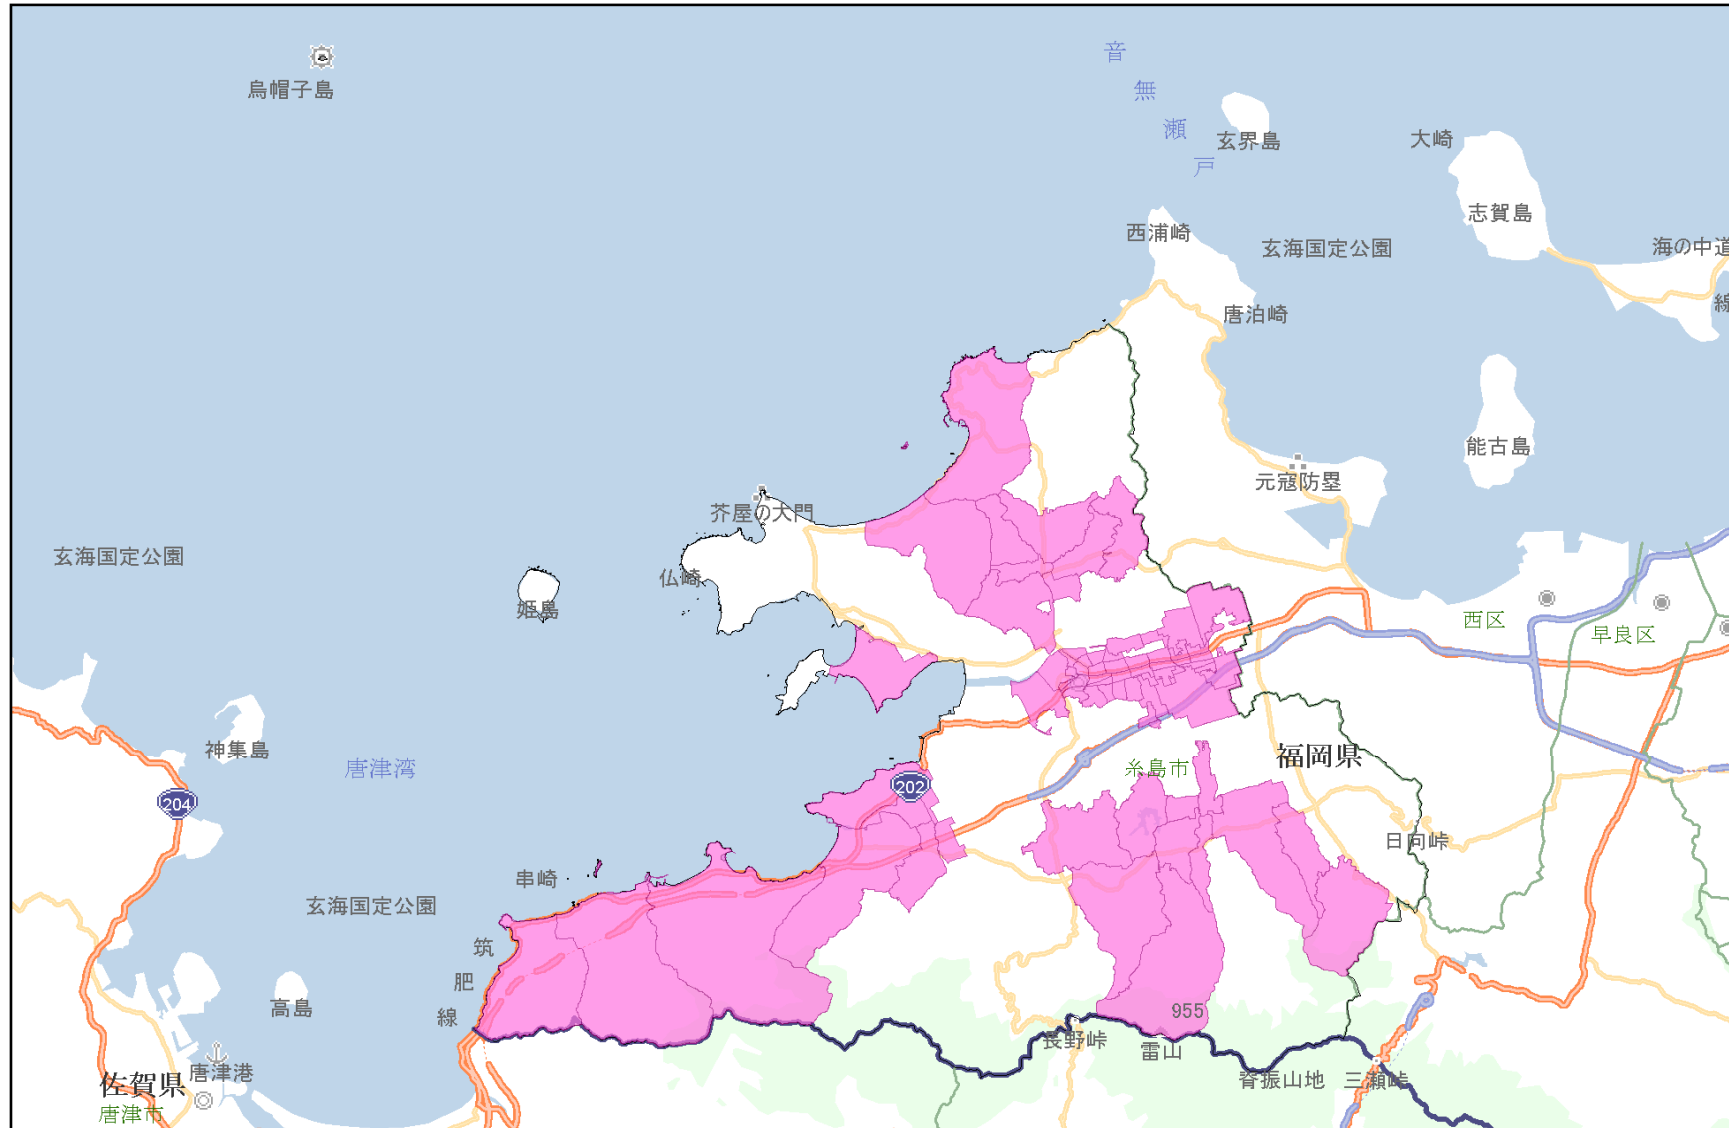 烏帽子島
音無瀬戸
玄界島
大崎
志賀島
西浦崎
玄海国定公園
海の中道
線
唐泊崎
能古島
元寇防塁
芥屋の大門
玄海国定公園
仏崎
姫島
西区
早良区
神集島
唐津湾
福岡県
糸島市
202
204
日向峠
串崎
玄海国定公園
筑肥線
高島
955
長野峠
雷山
脊振山地
三瀬峠
唐津港
佐賀県
唐津市